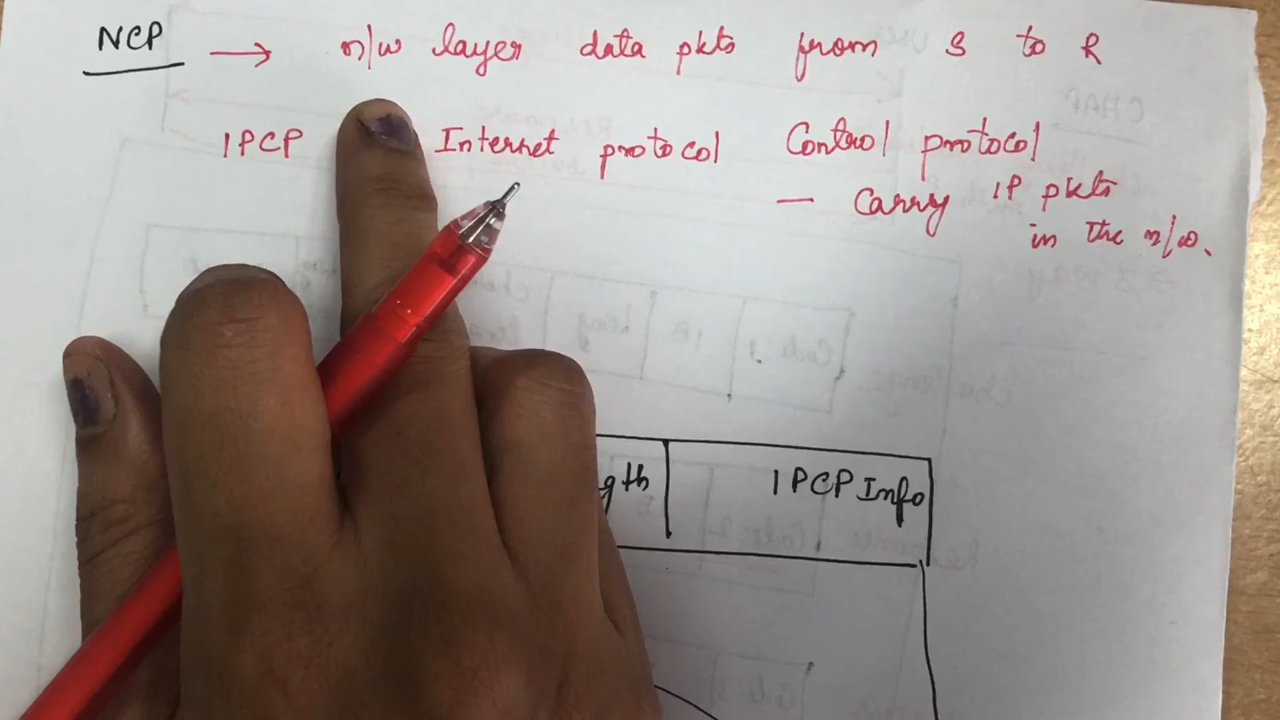 NCP → n/w layer data pkts from S to R
IPCP Internet protocol Control protocol
— Carry IP pkts
in the n/w.
gth IPCP Info